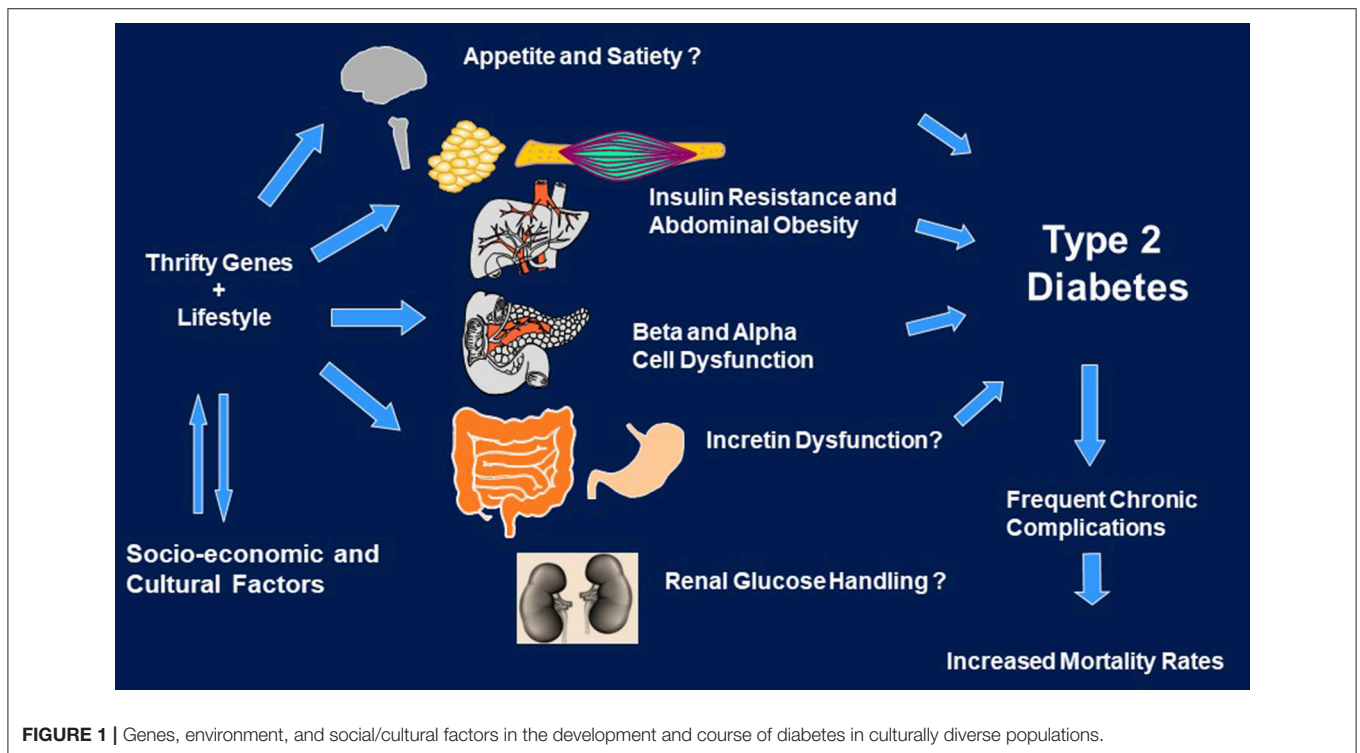 Appetite and Satiety ?
Insulin Resistance and
Abdominal Obesity
Thrifty Genes
+
Lifestyle
Type 2
Diabetes
Beta and Alpha
Cell Dysfunction
Incretin Dysfunction?
Socio-economic and
Cultural Factors
Renal Glucose Handling ?
Frequent Chronic
Complications
Increased Mortality Rates
FIGURE 1 | Genes, environment, and social/cultural factors in the development and course of diabetes in culturally diverse populations.